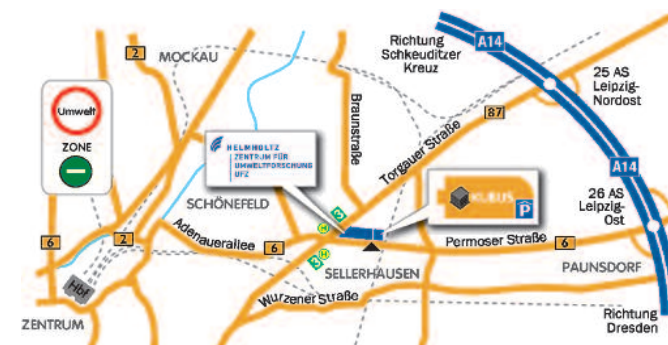 2
MOCKAU
Richtung
Schkeuditzer
Kreuz
A14
25 AS
Leipzig-
Nordost
Umwelt
ZONE
Braunstraße
87
Torgauer Straße
HELMHOLTZ
ZENTRUM FÜR
UMWELTFORSCHUNG
UFZ
A14
KUBUS
P
26 AS
Leipzig-
Ost
SCHÖNEFELD
3
H
6
2
Adenauerallee
6
3
H
Permoser Straße
6
SELLERHAUSEN
PAUNSDORF
Hbf
Wurzener Straße
ZENTRUM
Richtung
Dresden